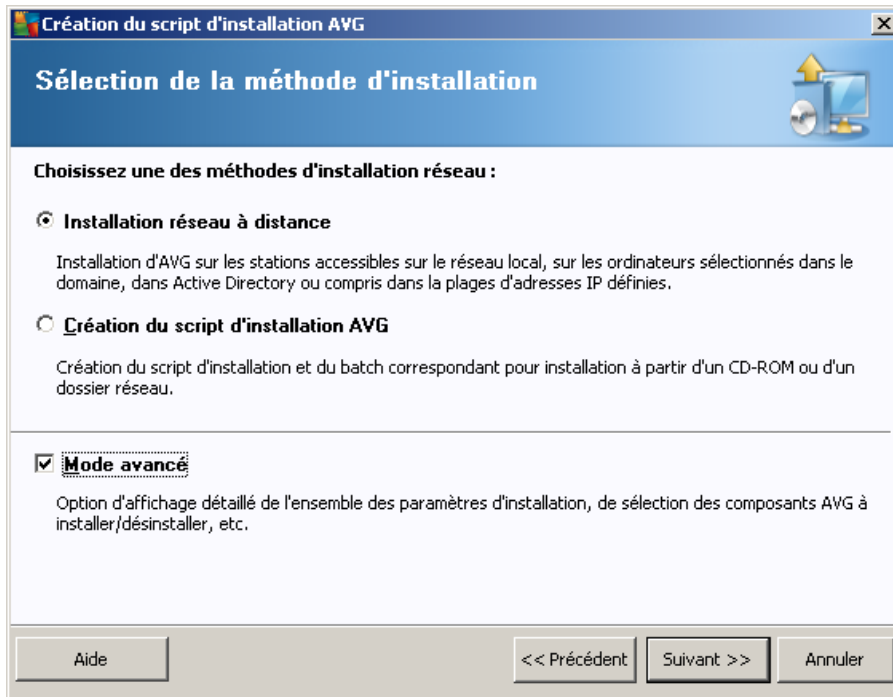 Création du script d'installation AVG
Sélection de la méthode d'installation
Choisissez une des méthodes d'installation réseau :
Installation réseau à distance
Installation d'AVG sur les stations accessibles sur le réseau local, sur les ordinateurs sélectionnés dans le
domaine, dans Active Directory ou compris dans la plages d'adresses IP définies.
Création du script d'installation AVG
Création du script d'installation et du batch correspondant pour installation à partir d'un CD-ROM ou d'un
dossier réseau.
Mode avancé
Option d'affichage détaillé de l'ensemble des paramètres d'installation, de sélection des composants AVG à
installer/désinstaller, etc.
Aide
<< Précédent
Suivant >>
Annuler